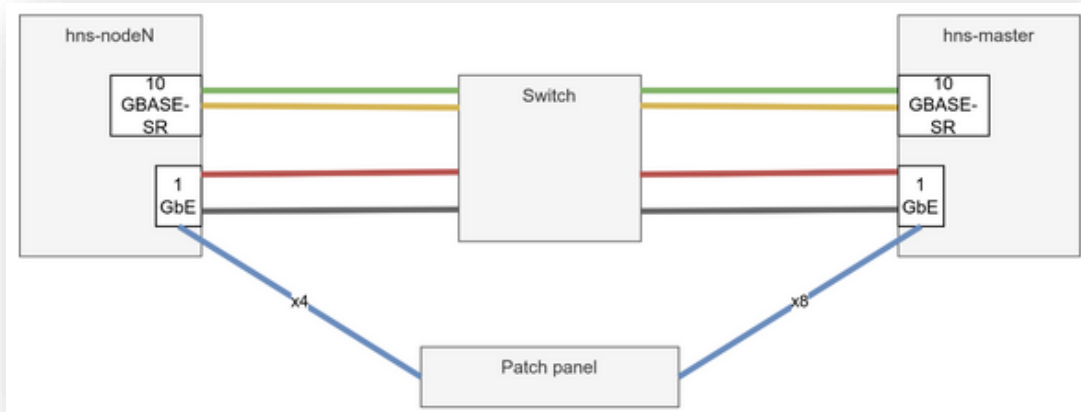 hns-nodeN
hns-master
10
GBASE-
SR
Switch
10
GBASE-
SR
1
GbE
1
GbE
x4
x8
Patch panel